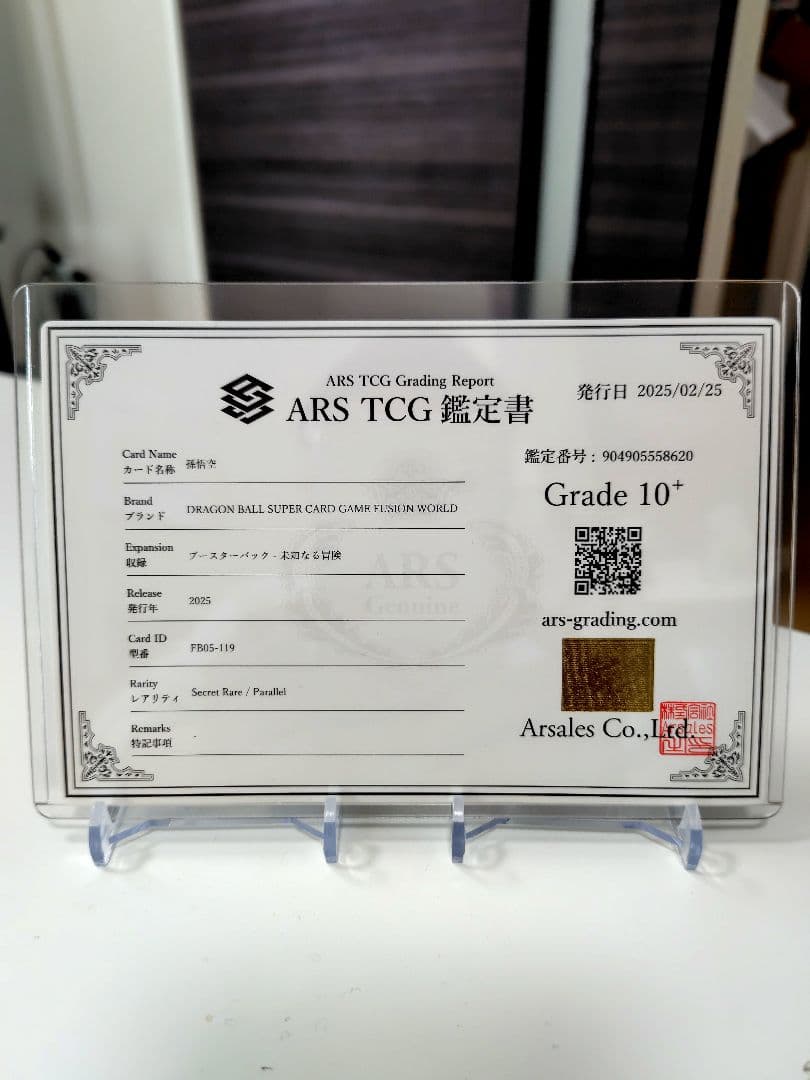 ARS TCG Grading Report
ARS TCG 鑑定書
発行日 2025/02/25
Card Name
カード名称 孫悟空
Brand
ブランド DRAGON BALL SUPER CARD GAME FUSION WORLD
Expansion
収録 ブースターパック - 未知なる冒険
Release
発行年 2025
Card ID
型番 FB05-119
Rarity
レアリティ Secret Rare / Parallel
Remarks
特記事項 -
ARS
Genuine
鑑定番号 : 904905558620
Grade 10+
ars-grading.com
Arsales Co.,Ltd.
Arsales